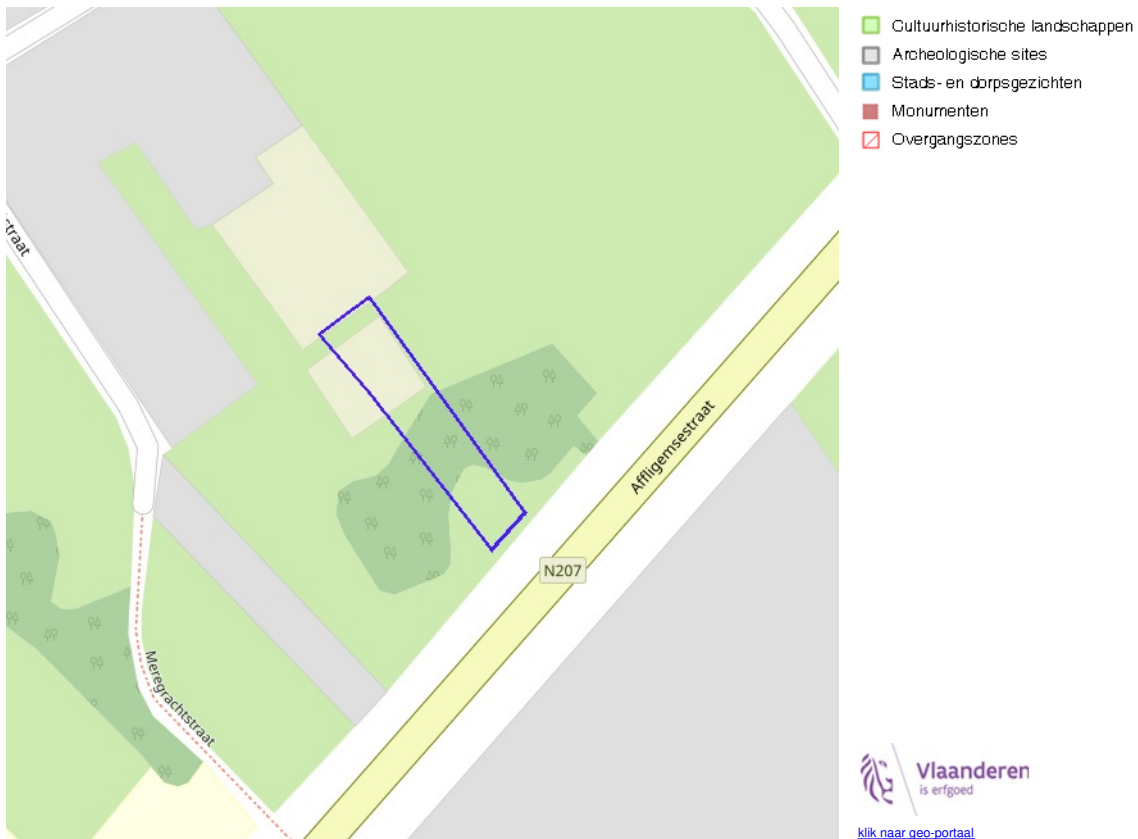 Cultuurhistorische landschappen
Archeologische sites
Stads- en dorpsgezichten
Monumenten
Overgangszones
straat
Affligemsestraat
N207
Meregrachtstraat
Vlaanderen
is erfgoed
klik naar geo-portaal